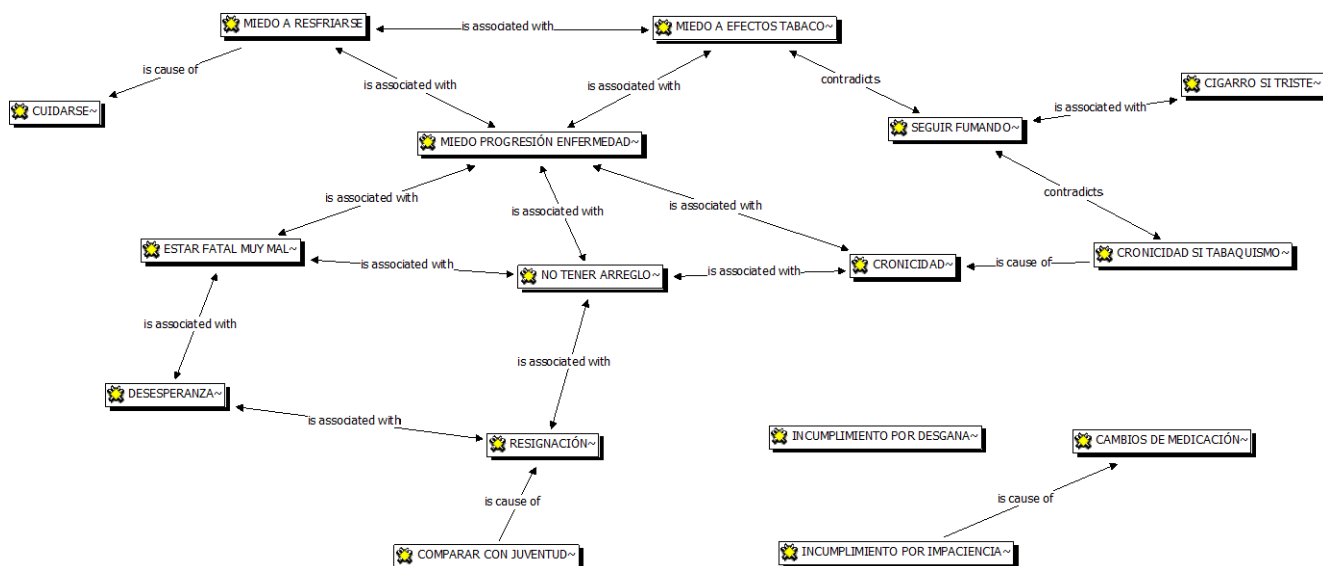 MIEDO A RESFRIARSE
is associated with
MIEDO A EFECTOS TABACO~
is cause of
is associated with
is associated with
contradicts
CIGARRO SI TRISTE~
is associated with
CUIDARSE~
SEGUIR FUMANDO~
MIEDO PROGRESIÓN ENFERMEDAD~
is associated with
is associated with
is associated with
contradicts
ESTAR FATAL MUY MAL~
is associated with
NO TENER ARREGLO~
is associated with
CRONICIDAD~
is cause of
CRONICIDAD SI TABAQUISMO~
is associated with
is associated with
DESESPERANZA~
is associated with
RESIGNACIÓN~
INCUMPLIMIENTO POR DESGANA~
CAMBIOS DE MEDICACIÓN~
is cause of
is cause of
COMPARAR CON JUVENTUD~
INCUMPLIMIENTO POR IMPACIENCIA~